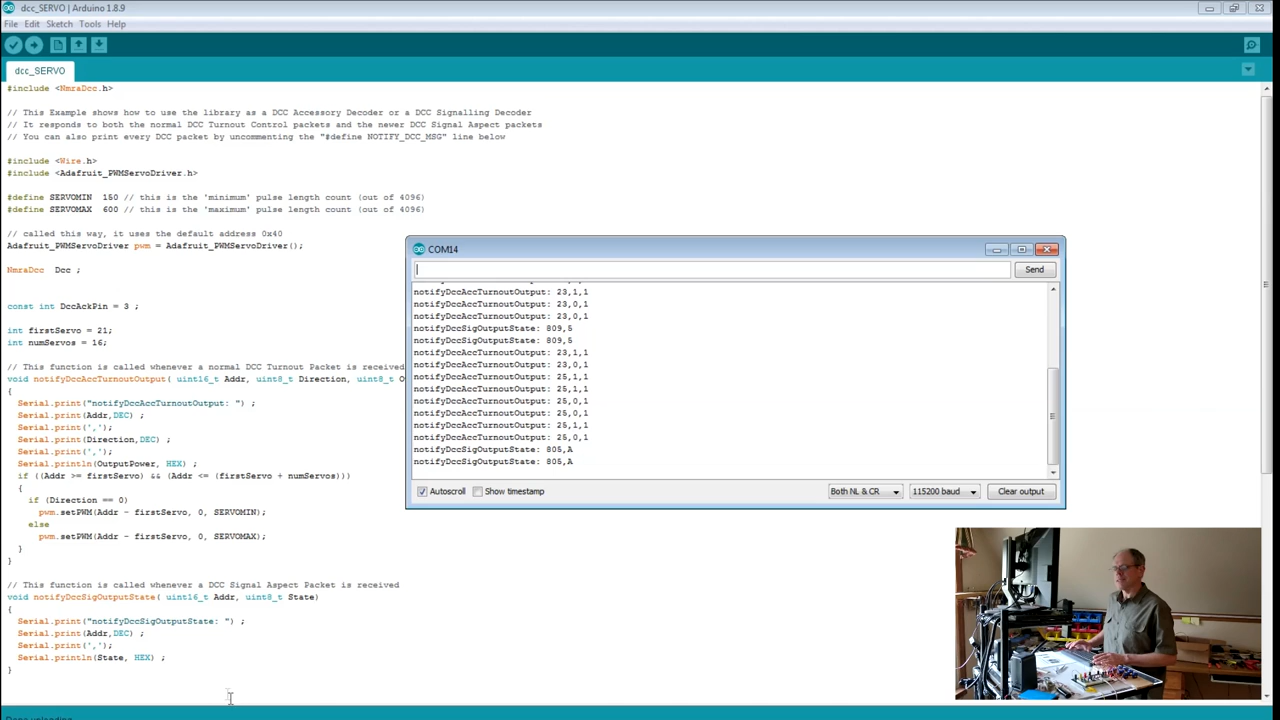 dcc_SERVO | Arduino 1.8.9
File Edit Sketch Tools Help
dcc_SERVO
#include <NmraDcc.h>
// This Example shows how to use the library as a DCC Accessory Decoder or a DCC Signalling Decoder
// It responds to both the normal DCC Turnout Control packets and the newer DCC Signal Aspect packets
// You can also print every DCC packet by uncommenting the "#define NOTIFY_DCC_MSG" line below
#include <Wire.h>
#include <Adafruit_PWMServoDriver.h>
#define SERVOMIN 150 // this is the 'minimum' pulse length count (out of 4096)
#define SERVOMAX 600 // this is the 'maximum' pulse length count (out of 4096)
// called this way, it uses the default address 0x40
Adafruit_PWMServoDriver pwm = Adafruit_PWMServoDriver();
NmraDcc Dcc ;
const int DccAckPin = 3 ;
int firstServo = 21;
int numServos = 16;
// This function is called whenever a normal DCC Turnout Packet is received
void notifyDccAccTurnoutOutput( uint16_t Addr, uint8_t Direction, uint8_t O
{
Serial.print("notifyDccAccTurnoutOutput: ") ;
Serial.print(Addr,DEC) ;
Serial.print(',');
Serial.print(Direction,DEC) ;
Serial.print(',');
Serial.println(OutputPower, HEX) ;
if ((Addr >= firstServo) && (Addr <= (firstServo + numServos)))
{
if (Direction == 0)
pwm.setPWM(Addr - firstServo, 0, SERVOMIN);
else
pwm.setPWM(Addr - firstServo, 0, SERVOMAX);
}
}
// This function is called whenever a DCC Signal Aspect Packet is received
void notifyDccSigOutputState( uint16_t Addr, uint8_t State)
{
Serial.print("notifyDccSigOutputState: ") ;
Serial.print(Addr,DEC) ;
Serial.print(',');
Serial.println(State, HEX) ;
}
COM14
Send
notifyDccAccTurnoutOutput: 23,1,1
notifyDccAccTurnoutOutput: 23,0,1
notifyDccAccTurnoutOutput: 23,0,1
notifyDccSigOutputState: 809,5
notifyDccSigOutputState: 809,5
notifyDccAccTurnoutOutput: 23,1,1
notifyDccAccTurnoutOutput: 23,0,1
notifyDccAccTurnoutOutput: 25,1,1
notifyDccAccTurnoutOutput: 25,1,1
notifyDccAccTurnoutOutput: 25,0,1
notifyDccAccTurnoutOutput: 25,0,1
notifyDccAccTurnoutOutput: 25,1,1
notifyDccAccTurnoutOutput: 25,0,1
notifyDccSigOutputState: 805,A
notifyDccSigOutputState: 805,A
Autoscroll Show timestamp Both NL & CR 115200 baud Clear output